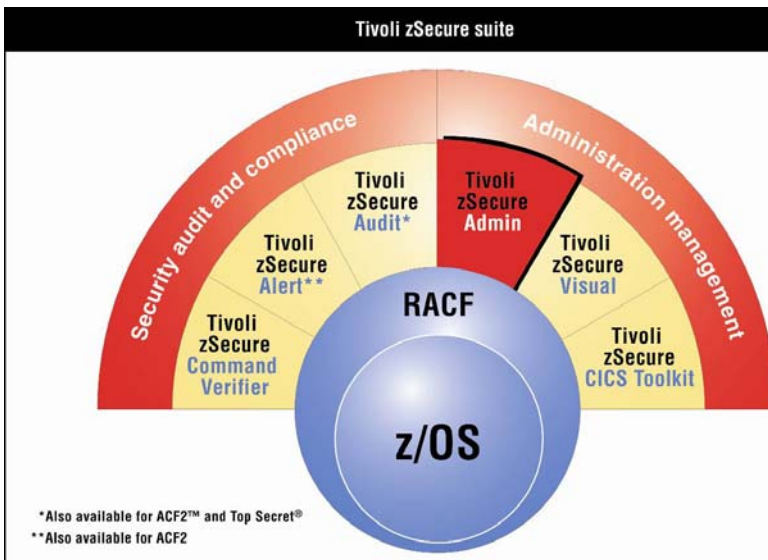 Tivoli zSecure suite
Security audit and compliance
Administration management
Tivoli
zSecure
Command
Verifier
Tivoli
zSecure
Alert**
Tivoli
zSecure
Audit*
Tivoli
zSecure
Admin
Tivoli
zSecure
Visual
Tivoli
zSecure
CICS Toolkit
RACF
z/OS
*Also available for ACF2™ and Top Secret®
**Also available for ACF2